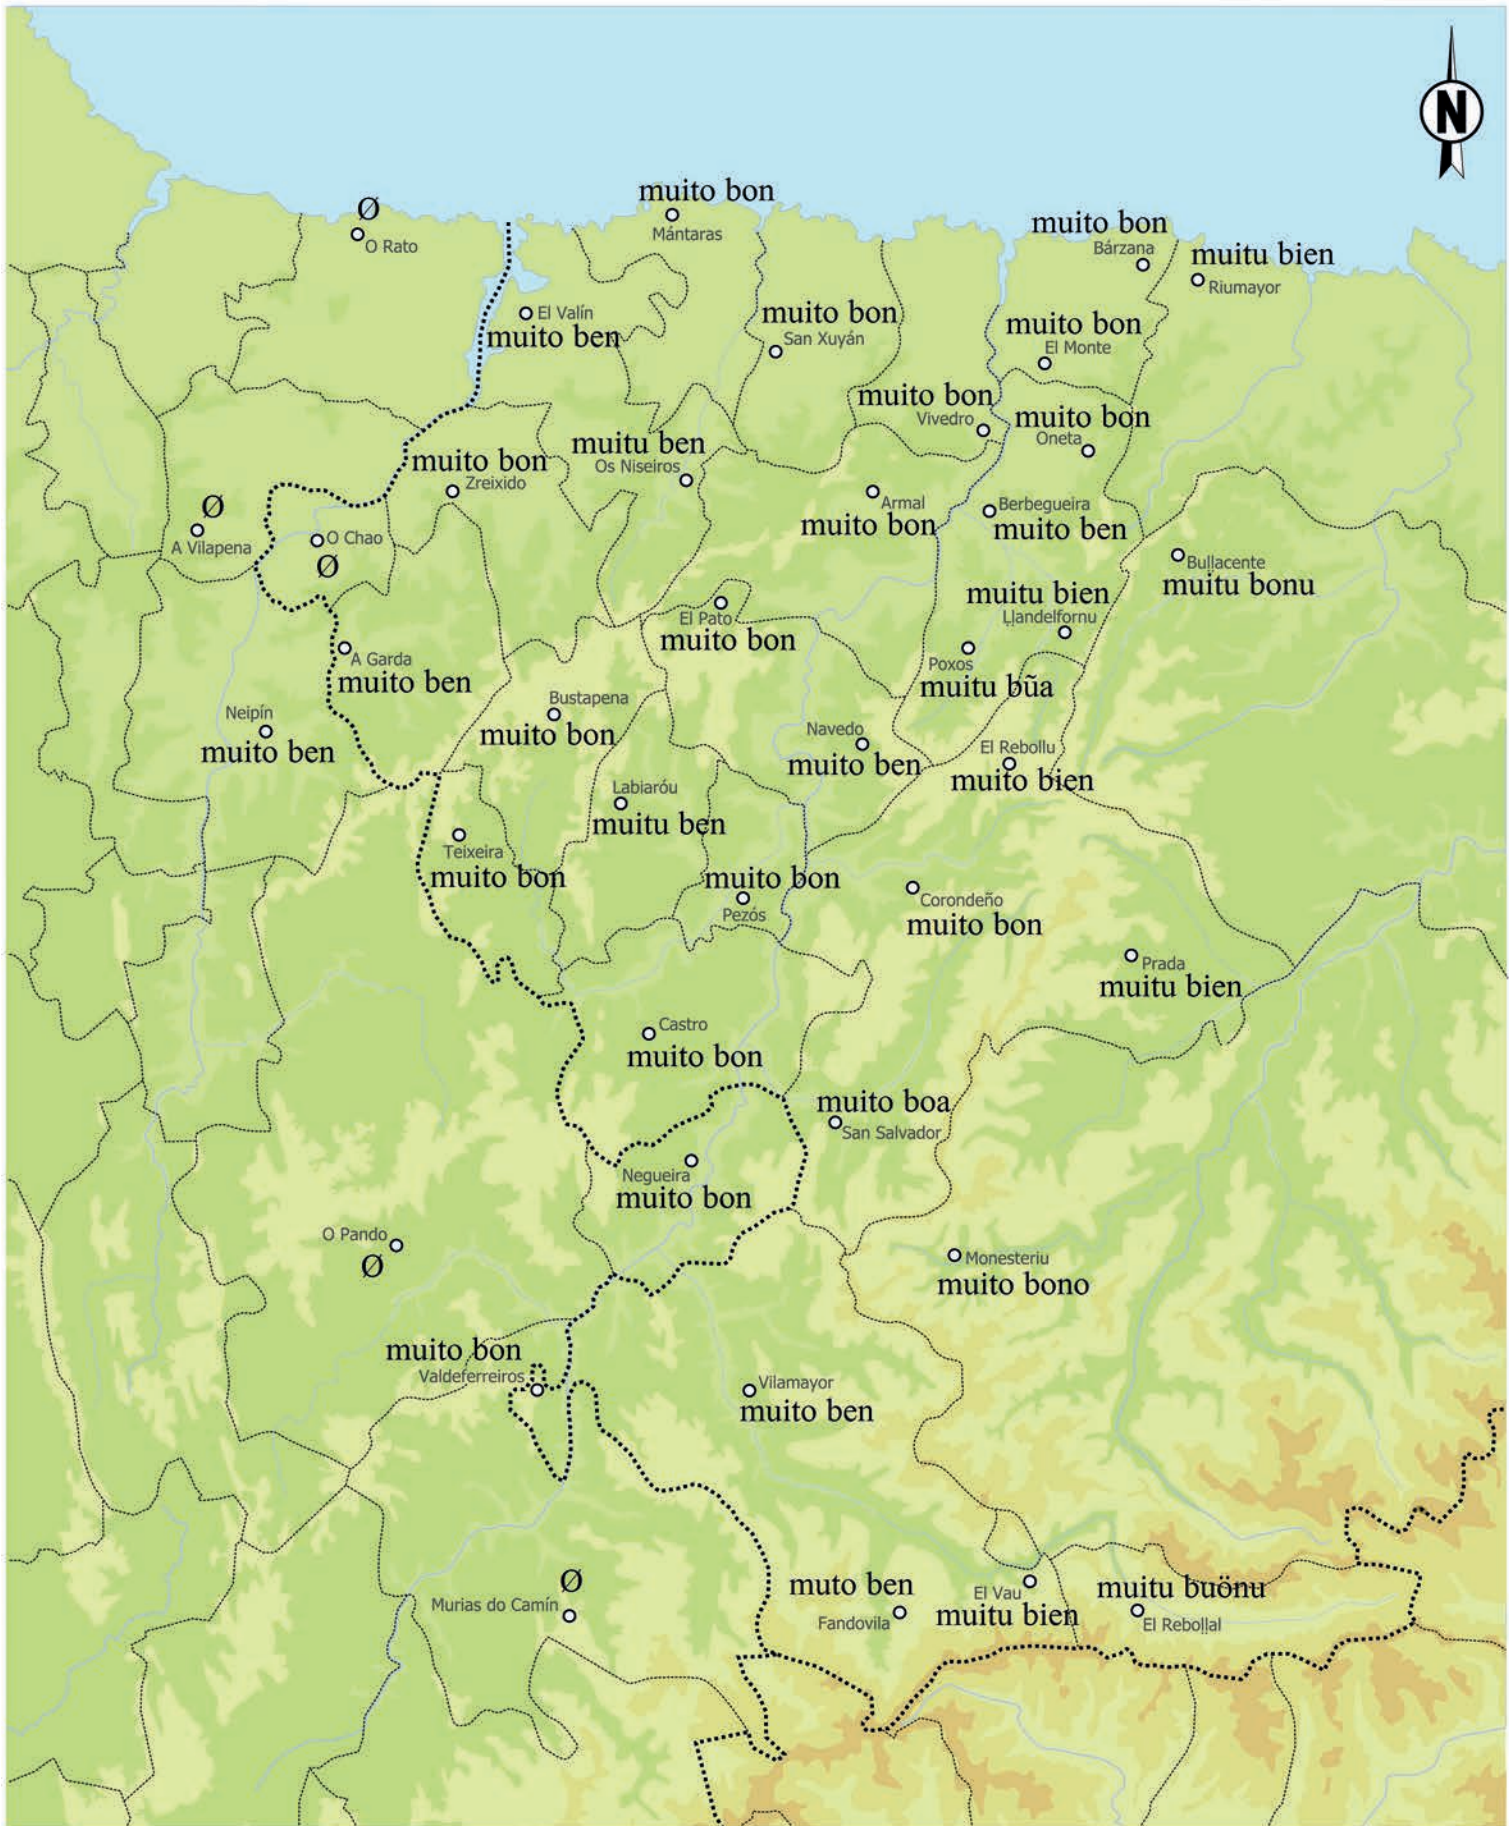 N
muito bon
Mántaras
Ø
O Rato
muito bon
Bárzana
muitu bien
Riumayor
El Valín
muito ben
muito bon
San Xuyán
muito bon
El Monte
muito bon
Vivedro
muito bon
Oneta
muito bon
Zreixido
muitu ben
Os Niseiros
Armal
muito bon
Berbegueira
muito ben
Ø
A Vilapena
O Chao
Ø
Buḷḷacente
muitu bonu
muitu bien
Ḷḷandelfornu
El Pato
muito bon
A Garda
muito ben
Poxos
muitu bũa
Neipín
muito ben
Bustapena
muito bon
Navedo
muito ben
El Rebollu
muito bien
Labiaróu
muitu ben
Teixeira
muito bon
muito bon
Pezós
Corondeño
muito bon
Prada
muitu bien
Castro
muito bon
muito boa
San Salvador
Negueira
muito bon
O Pando
Ø
Monesteriu
muito bono
muito bon
Valdeferreiros
Vilamayor
muito ben
Ø
Murias do Camín
muto ben
Fandovila
El Vau
muitu bien
muitu buönu
El Reboḷḷal